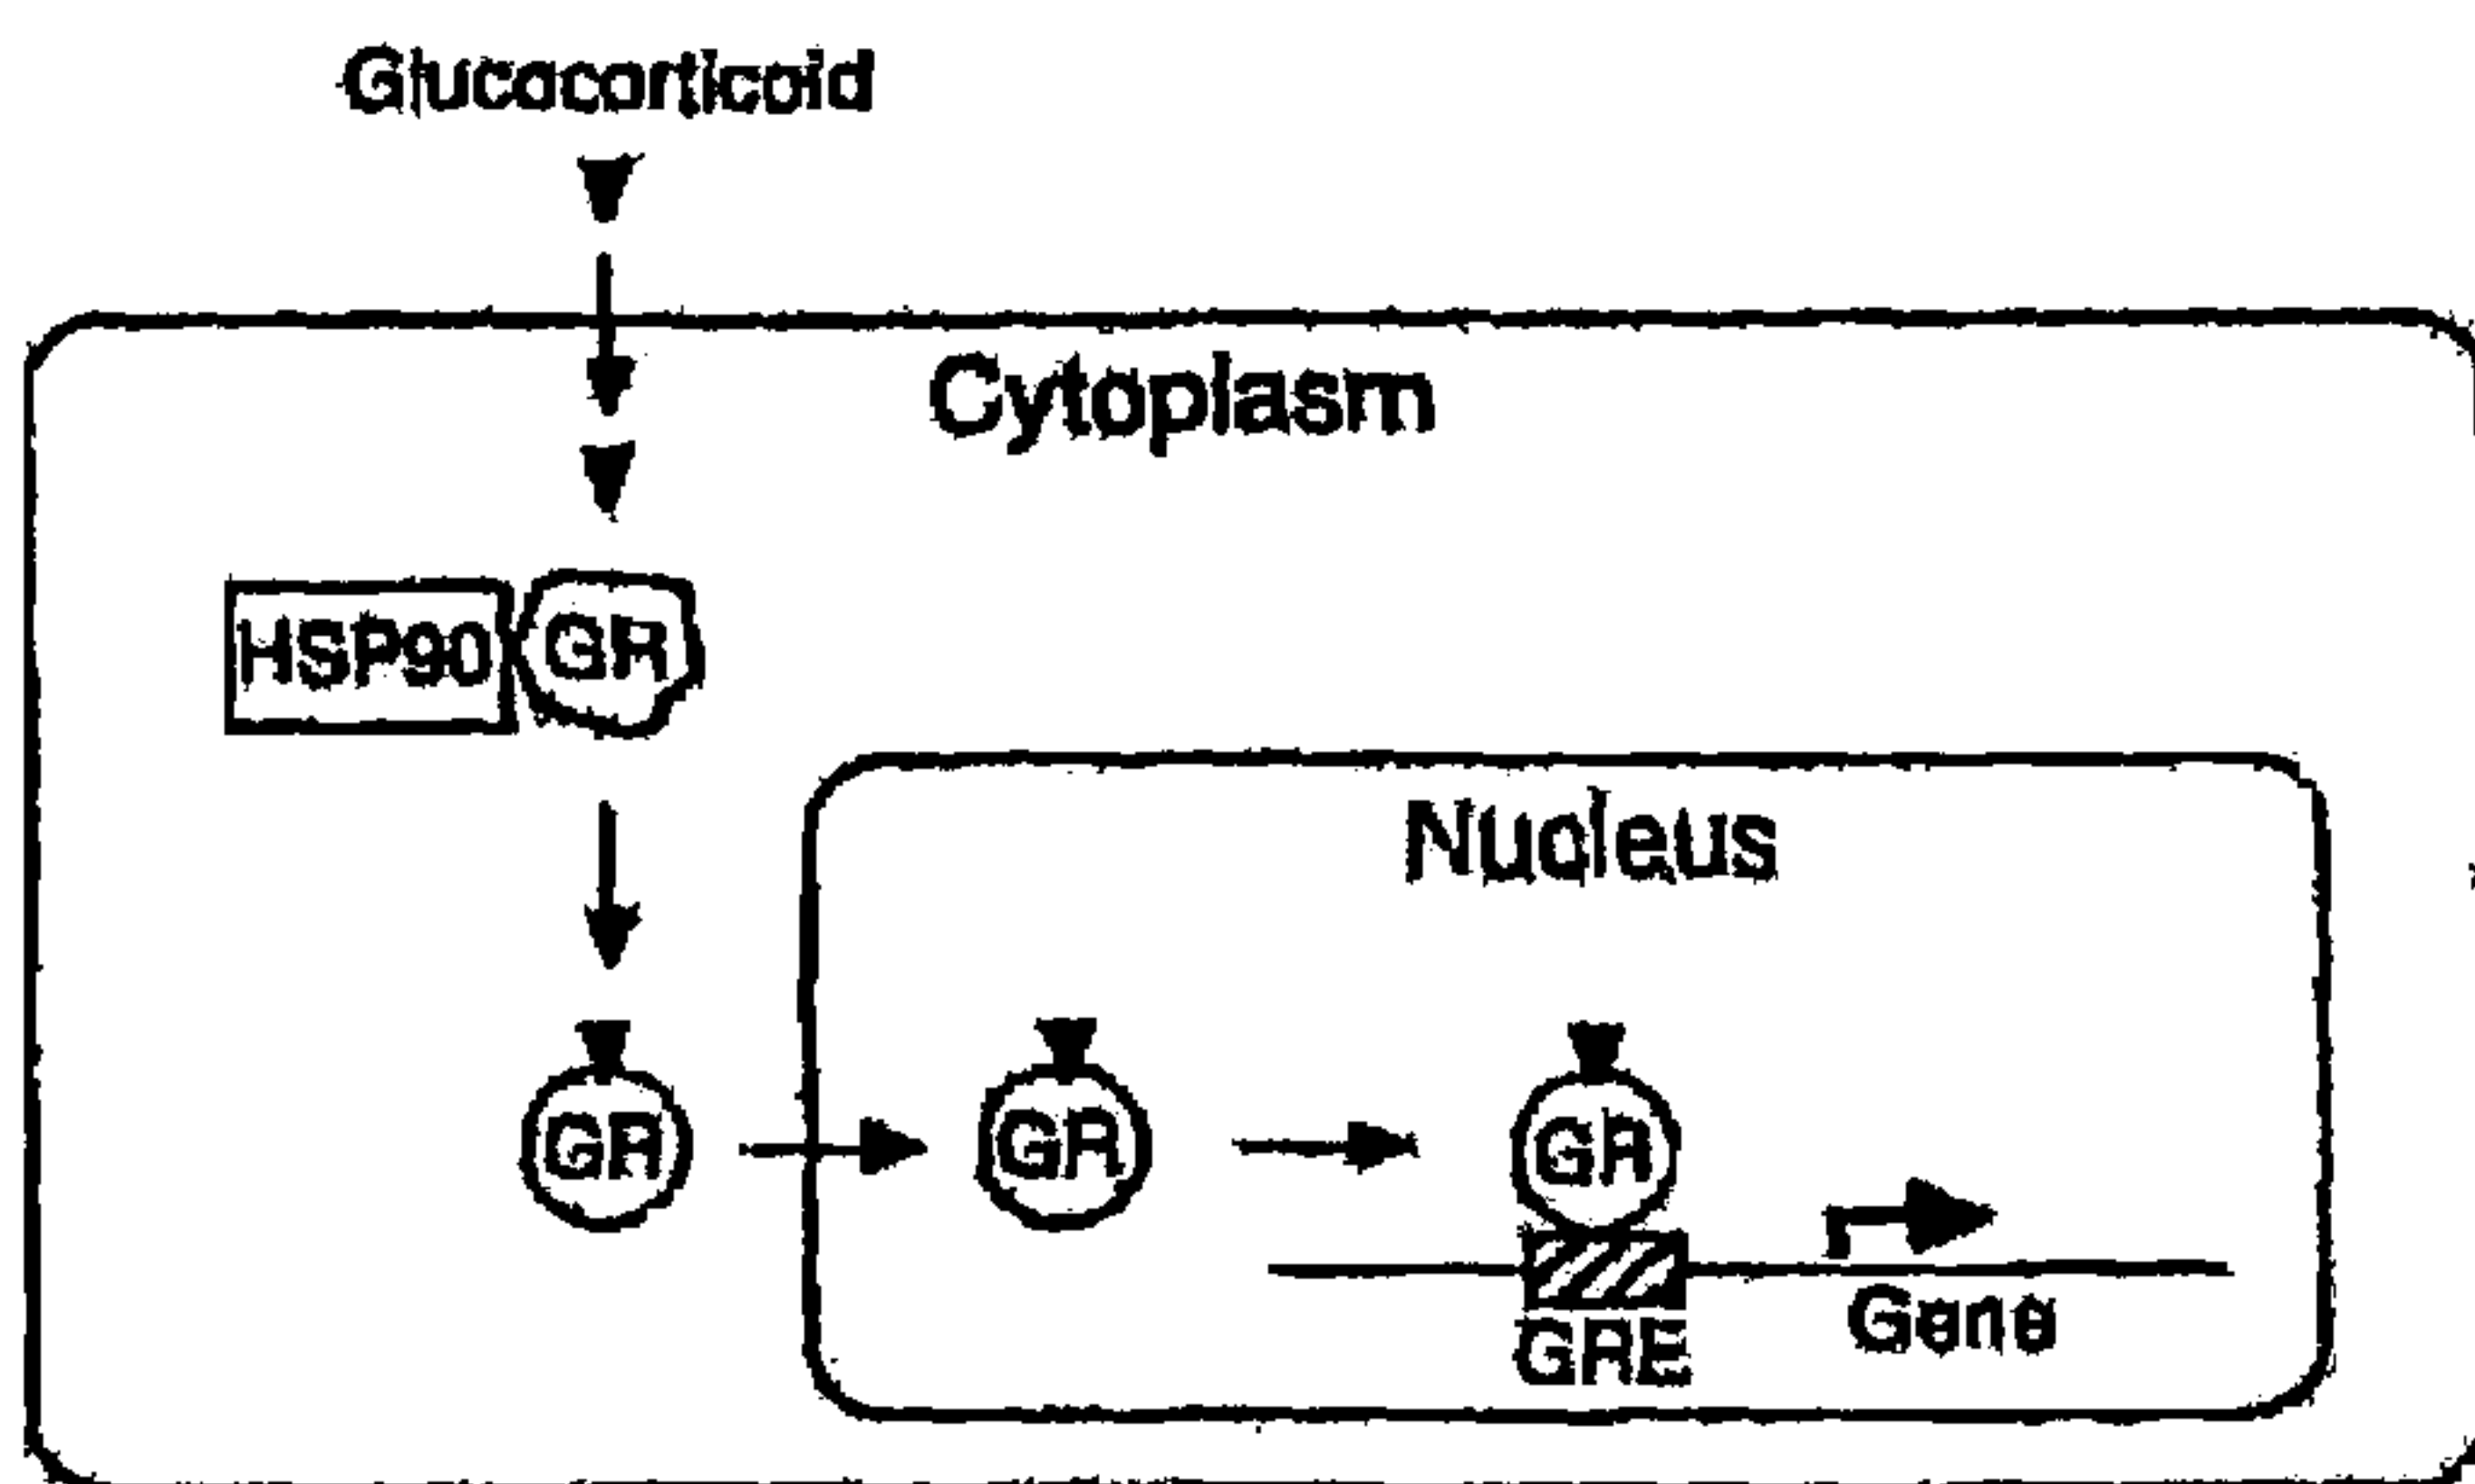 Glucocorticoid
Cytoplasm
HSP90 GR
Nucleus
GR GR GR
GRE Gene